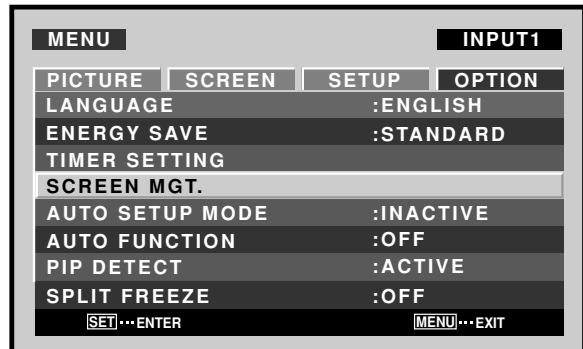 MENU INPUT1
PICTURE SCREEN SETUP OPTION
LANGUAGE :ENGLISH
ENERGY SAVE :STANDARD
TIMER SETTING
SCREEN MGT.
AUTO SETUP MODE :INACTIVE
AUTO FUNCTION :OFF
PIP DETECT :ACTIVE
SPLIT FREEZE :OFF
SET···ENTER MENU···EXIT